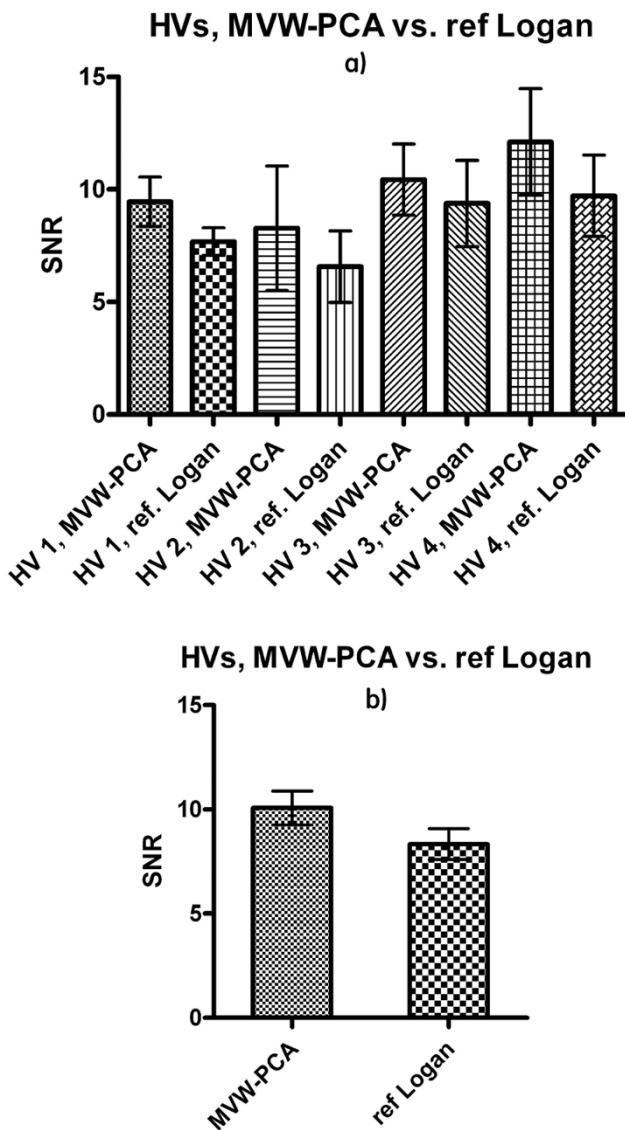 HVs, MVW-PCA vs. ref Logan
a)
15
10
5
0
SNR
HV 1, MVW-PCA
HV 1, ref. Logan
HV 2, MVW-PCA
HV 2, ref. Logan
HV 3, MVW-PCA
HV 3, ref. Logan
HV 4, MVW-PCA
HV 4, ref. Logan
HVs, MVW-PCA vs. ref Logan
b)
15
10
5
0
SNR
MVW-PCA
ref Logan